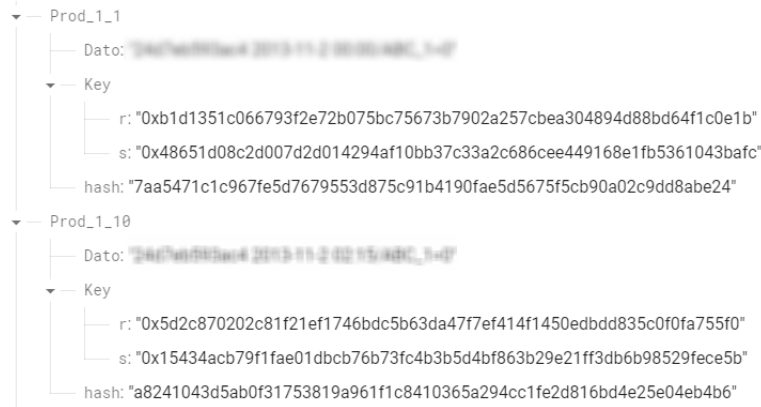 Prod_1_1
Dato:
Key
r: "0xb1d1351c066793f2e72b075bc75673b7902a257cbea304894d88bd64f1c0e1b"
s: "0x48651d08c2d007d2d014294af10bb37c33a2c686cee449168e1fb5361043bafc"
hash: "7aa5471c1c967fe5d7679553d875c91b4190fae5d5675f5cb90a02c9dd8abe24"
Prod_1_10
Dato:
Key
r: "0x5d2c870202c81f21ef1746bdc5b63da47f7ef414f1450edbdd835c0f0fa755f0"
s: "0x15434acb79f1fae01dbcb76b73fc4b3b5d4bf863b29e21ff3db6b98529fece5b"
hash: "a8241043d5ab0f31753819a961f1c8410365a294cc1fe2d816bd4e25e04eb4b6"